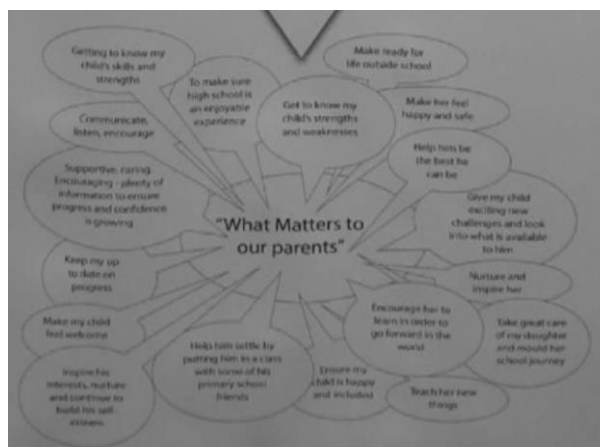 Getting to know my
child's skills and
strengths
To make sure
high school is
an enjoyable
experience
Make ready for
life outside school
Get to know my
child's strengths
and weaknesses
Make her feel
happy and safe
Communicate,
listen, encourage
Help him be
the best he
can be
Supportive, caring,
Encouraging - plenty of
information to ensure
progress and confidence
is growing
Give my child
exciting new
challenges and look
into what is available
to him
"What Matters to
our parents"
Keep my up
to date on
progress
Nurture and
inspire her
Make my child
feel welcome
Encourage her to
learn in order to
go forward in the
world
Take great care
of my daughter
and mould her
school journey
Help him settle by
putting him in a class
with some of his
primary school
friends
Inspire his
interests, nurture
and continue to
build his self
esteem
Ensure my
child is happy
and included
Teach her new
things